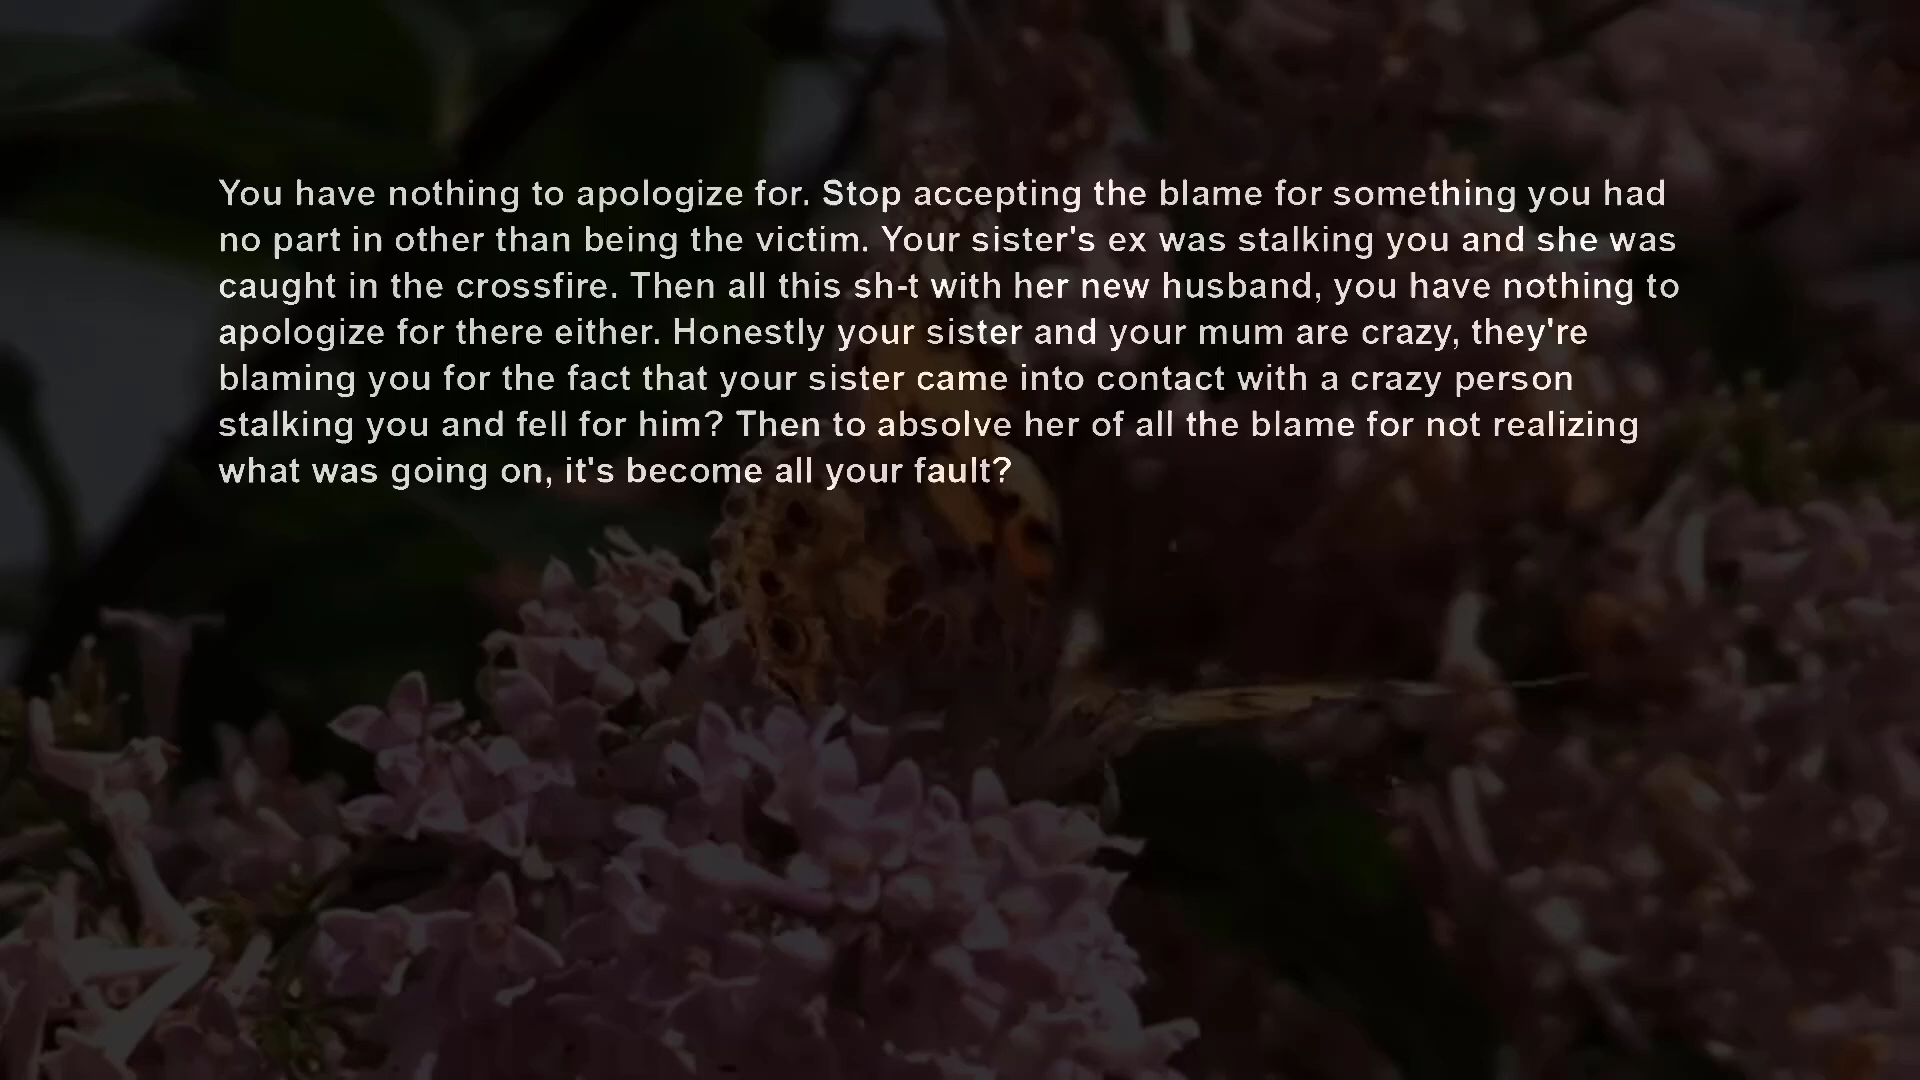 You have nothing to apologize for. Stop accepting the blame for something you had
no part in other than being the victim. Your sister's ex was stalking you and she was
caught in the crossfire. Then all this sh-t with her new husband, you have nothing to
apologize for there either. Honestly your sister and your mum are crazy, they're
blaming you for the fact that your sister came into contact with a crazy person
stalking you and fell for him? Then to absolve her of all the blame for not realizing
what was going on, it's become all your fault?